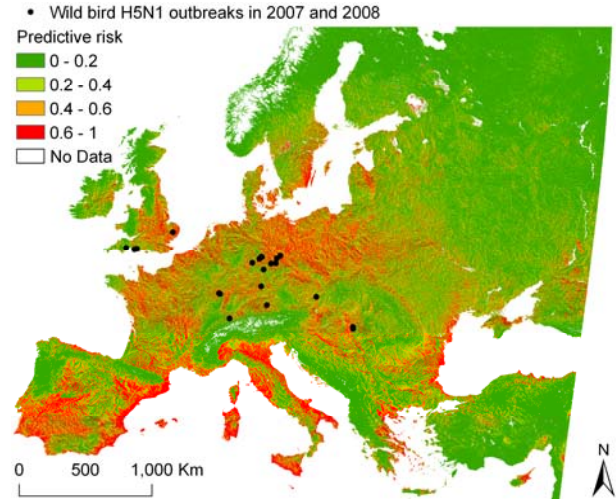 • Wild bird H5N1 outbreaks in 2007 and 2008
Predictive risk
0 - 0.2
0.2 - 0.4
0.4 - 0.6
0.6 - 1
No Data
0 500 1,000 Km
N